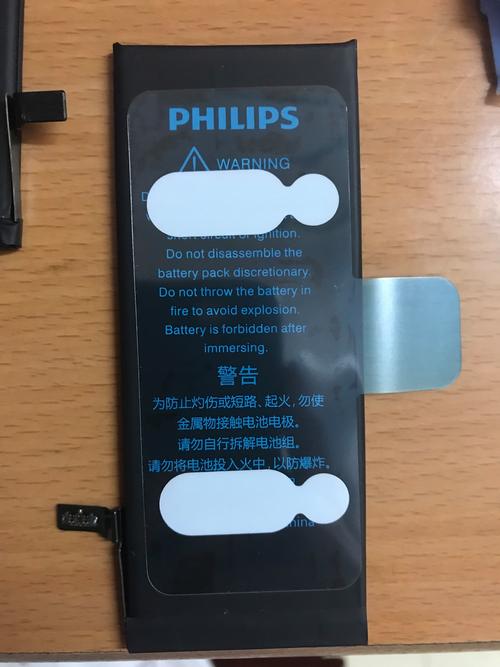 PHILIPS
WARNING
short circuit or ignition.
Do not disassemble the
battery pack discretionary.
Do not throw the battery in
fire to avoid explosion.
Battery is forbidden after
immersing.
警告
为防止灼伤或短路、起火,勿使
金属物接触电池电极。
请勿自行拆解电池组。
请勿将电池投入火中,以防爆炸。